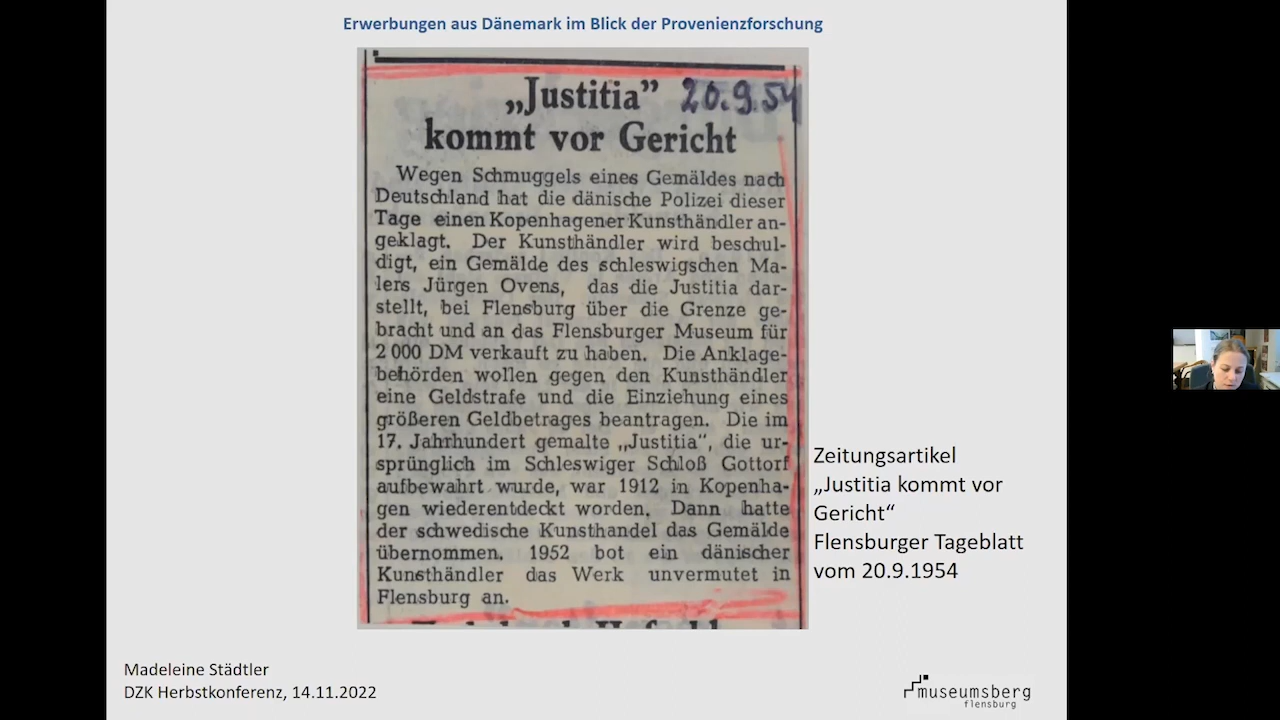 Erwerbungen aus Dänemark im Blick der Provenienzforschung
„Justitia” 20.9.54
kommt vor Gericht
Wegen Schmuggels eines Gemäldes nach
Deutschland hat die dänische Polizei dieser
Tage einen Kopenhagener Kunsthändler an-
geklagt. Der Kunsthändler wird beschul-
digt, ein Gemälde des schleswigschen Ma-
lers Jürgen Ovens, das die Justitia dar-
stellt, bei Flensburg über die Grenze ge-
bracht und an das Flensburger Museum für
2 000 DM verkauft zu haben. Die Anklage-
behörden wollen gegen den Kunsthändler
eine Geldstrafe und die Einziehung eines
größeren Geldbetrages beantragen. Die im
17. Jahrhundert gemalte „Justitia”, die ur-
sprünglich im Schleswiger Schloß Gottorf
aufbewahrt wurde, war 1912 in Kopenha-
gen wiederentdeckt worden. Dann hatte
der schwedische Kunsthandel das Gemälde
übernommen. 1952 bot ein dänischer
Kunsthändler das Werk unvermutet in
Flensburg an.
Zeitungsartikel
„Justitia kommt vor
Gericht“
Flensburger Tageblatt
vom 20.9.1954
Madeleine Städtler
DZK Herbstkonferenz, 14.11.2022
museumsberg
flensburg